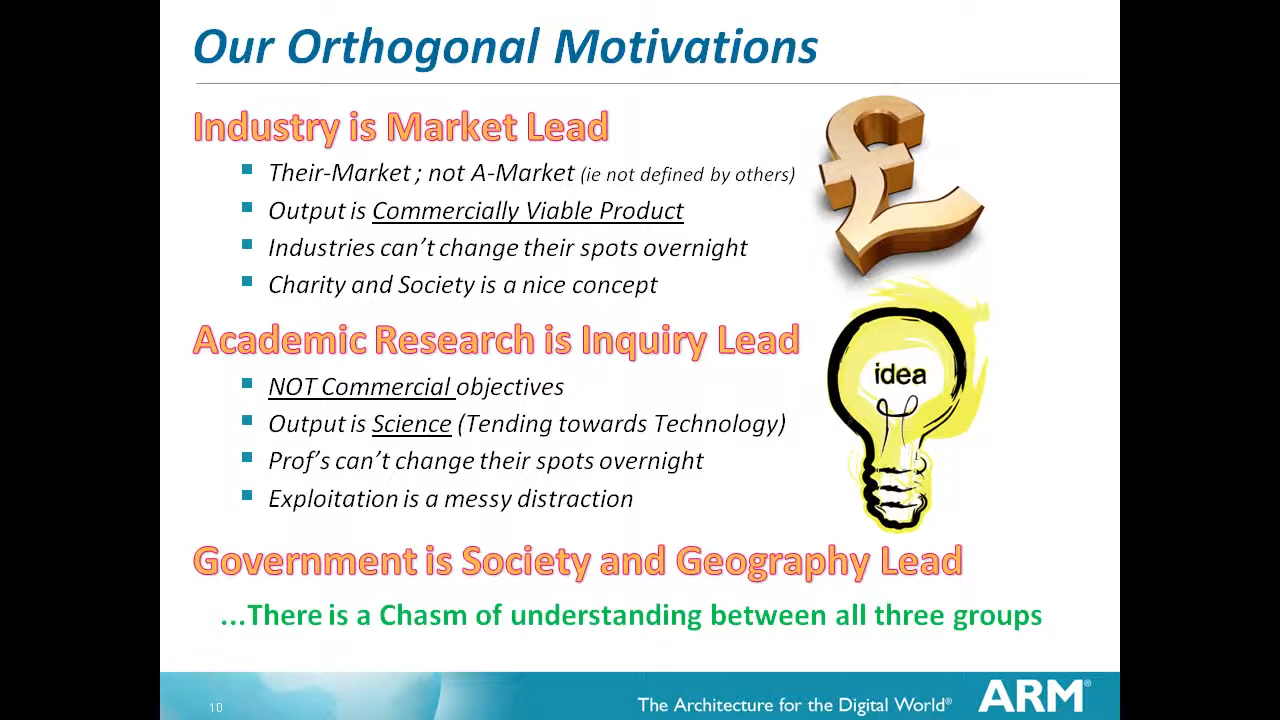 Our Orthogonal Motivations
Industry is Market Lead
Their-Market ; not A-Market (ie not defined by others)
Output is Commercially Viable Product
Industries can't change their spots overnight
Charity and Society is a nice concept
Academic Research is Inquiry Lead
NOT Commercial objectives
Output is Science (Tending towards Technology)
Prof's can't change their spots overnight
Exploitation is a messy distraction
idea
Government is Society and Geography Lead
...There is a Chasm of understanding between all three groups
10
The Architecture for the Digital World®
ARM®